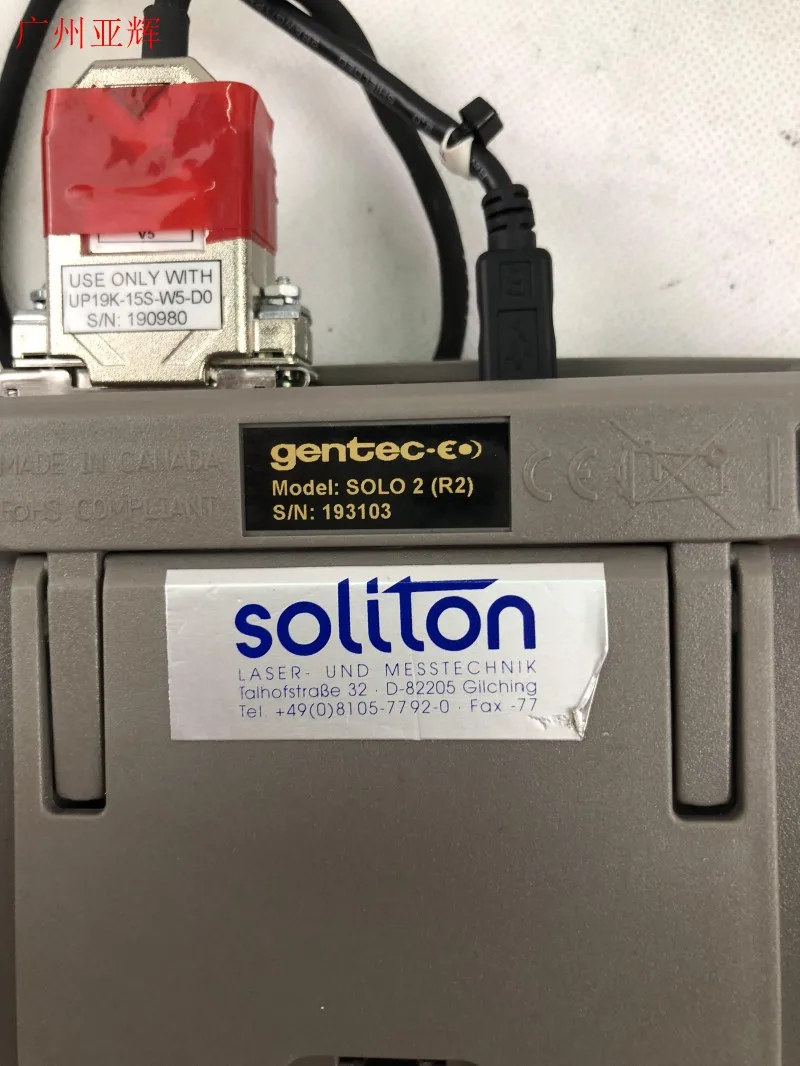 广州亚辉
V5
USE ONLY WITH
UP19K-15S-W5-D0
S/N: 190980
gentec-EO
Model: SOLO 2 (R2)
S/N: 193103
MADE IN CANADA
RoHS COMPLIANT
CE
soliton
LASER- UND MESSTECHNIK
Talhofstraße 32 · D-82205 Gilching
Tel. +49(0)8105-7792-0 · Fax -77